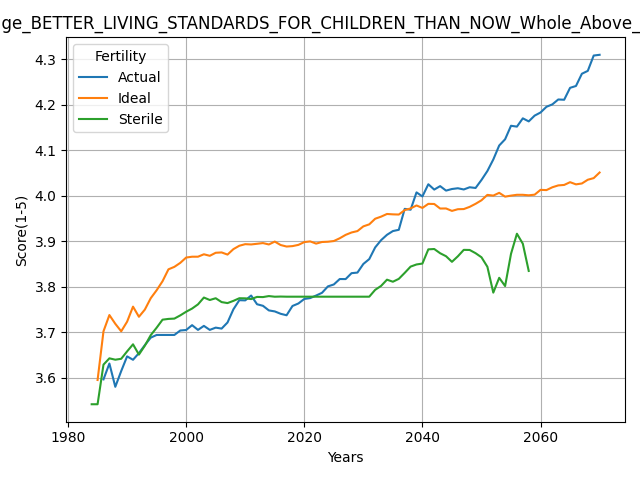 ge_BETTER_LIVING_STANDARDS_FOR_CHILDREN_THAN_NOW_Whole_Above_
Fertility
Actual
Ideal
Sterile
Score(1-5)
4.3
4.2
4.1
4.0
3.9
3.8
3.7
3.6
1980 2000 2020 2040 2060
Years